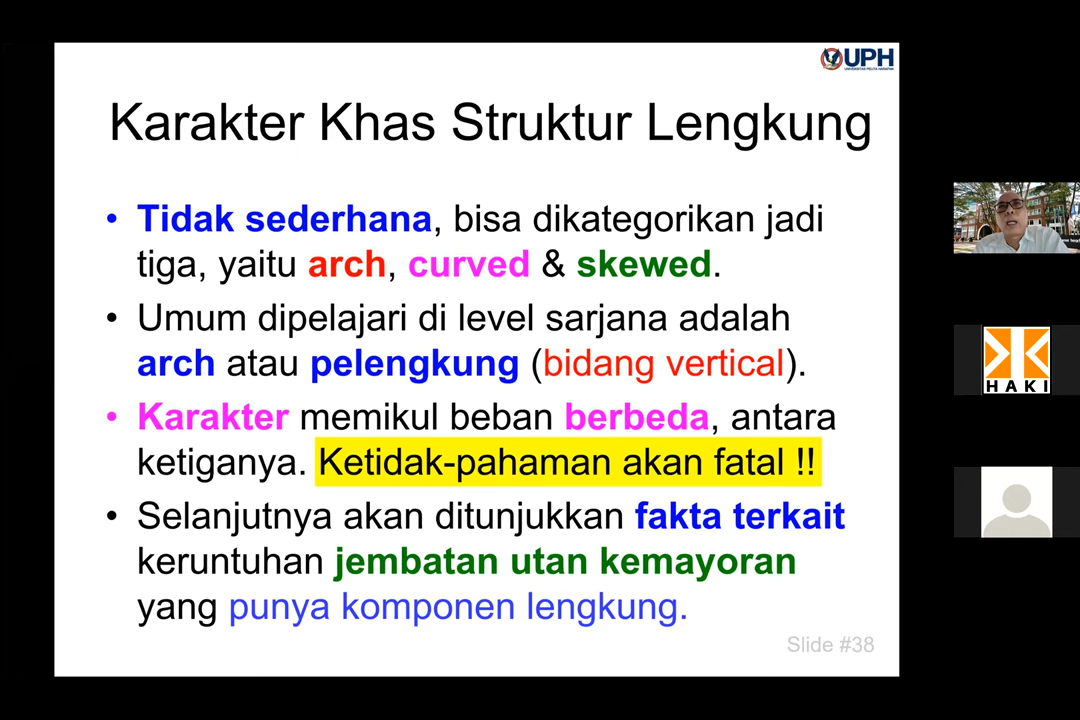 UPH
Karakter Khas Struktur Lengkung
• Tidak sederhana, bisa dikategorikan jadi
tiga, yaitu arch, curved & skewed.
• Umum dipelajari di level sarjana adalah
arch atau pelengkung (bidang vertical).
• Karakter memikul beban berbeda, antara
ketiganya. Ketidak-pahaman akan fatal !!
• Selanjutnya akan ditunjukkan fakta terkait
keruntuhan jembatan utan kemayoran
yang punya komponen lengkung.
Slide #38
HAKI